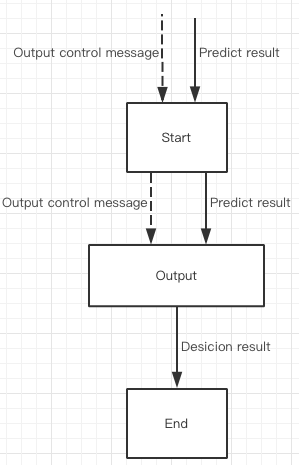 Output control message
Predict result
Start
Output control message
Predict result
Output
Desicion result
End